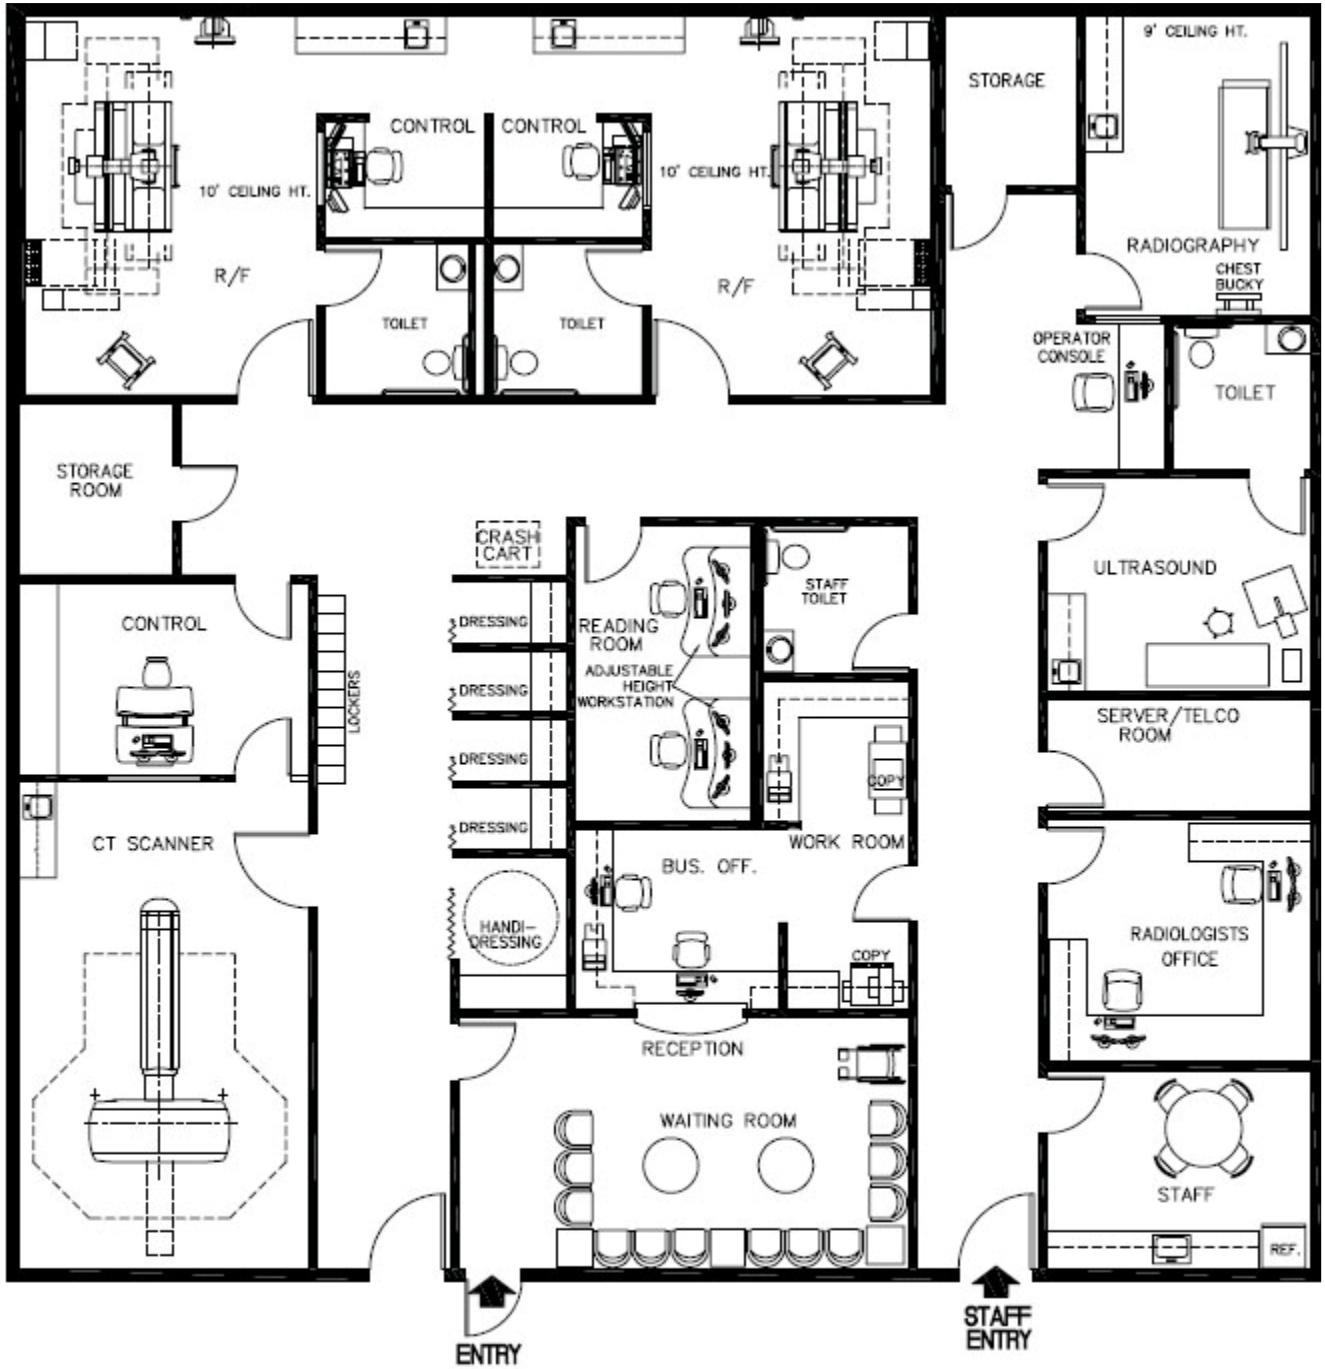 9' CEILING HT.
STORAGE
CONTROL
CONTROL
10' CEILING HT.
10' CEILING HT.
R/F
R/F
RADIOGRAPHY
CHEST
BUCKY
TOILET
TOILET
OPERATOR
CONSOLE
TOILET
STORAGE
ROOM
CRASH
CART
ULTRASOUND
STAFF
TOILET
CONTROL
DRESSING
READING
ROOM
ADJUSTABLE
HEIGHT
WORKSTATION
LOCKERS
DRESSING
SERVER/TELCO
ROOM
DRESSING
COPY
DRESSING
CT SCANNER
WORK ROOM
BUS. OFF.
HANDI-
DRESSING
RADIOLOGISTS
OFFICE
COPY
RECEPTION
WAITING ROOM
STAFF
REF.
ENTRY
STAFF
ENTRY